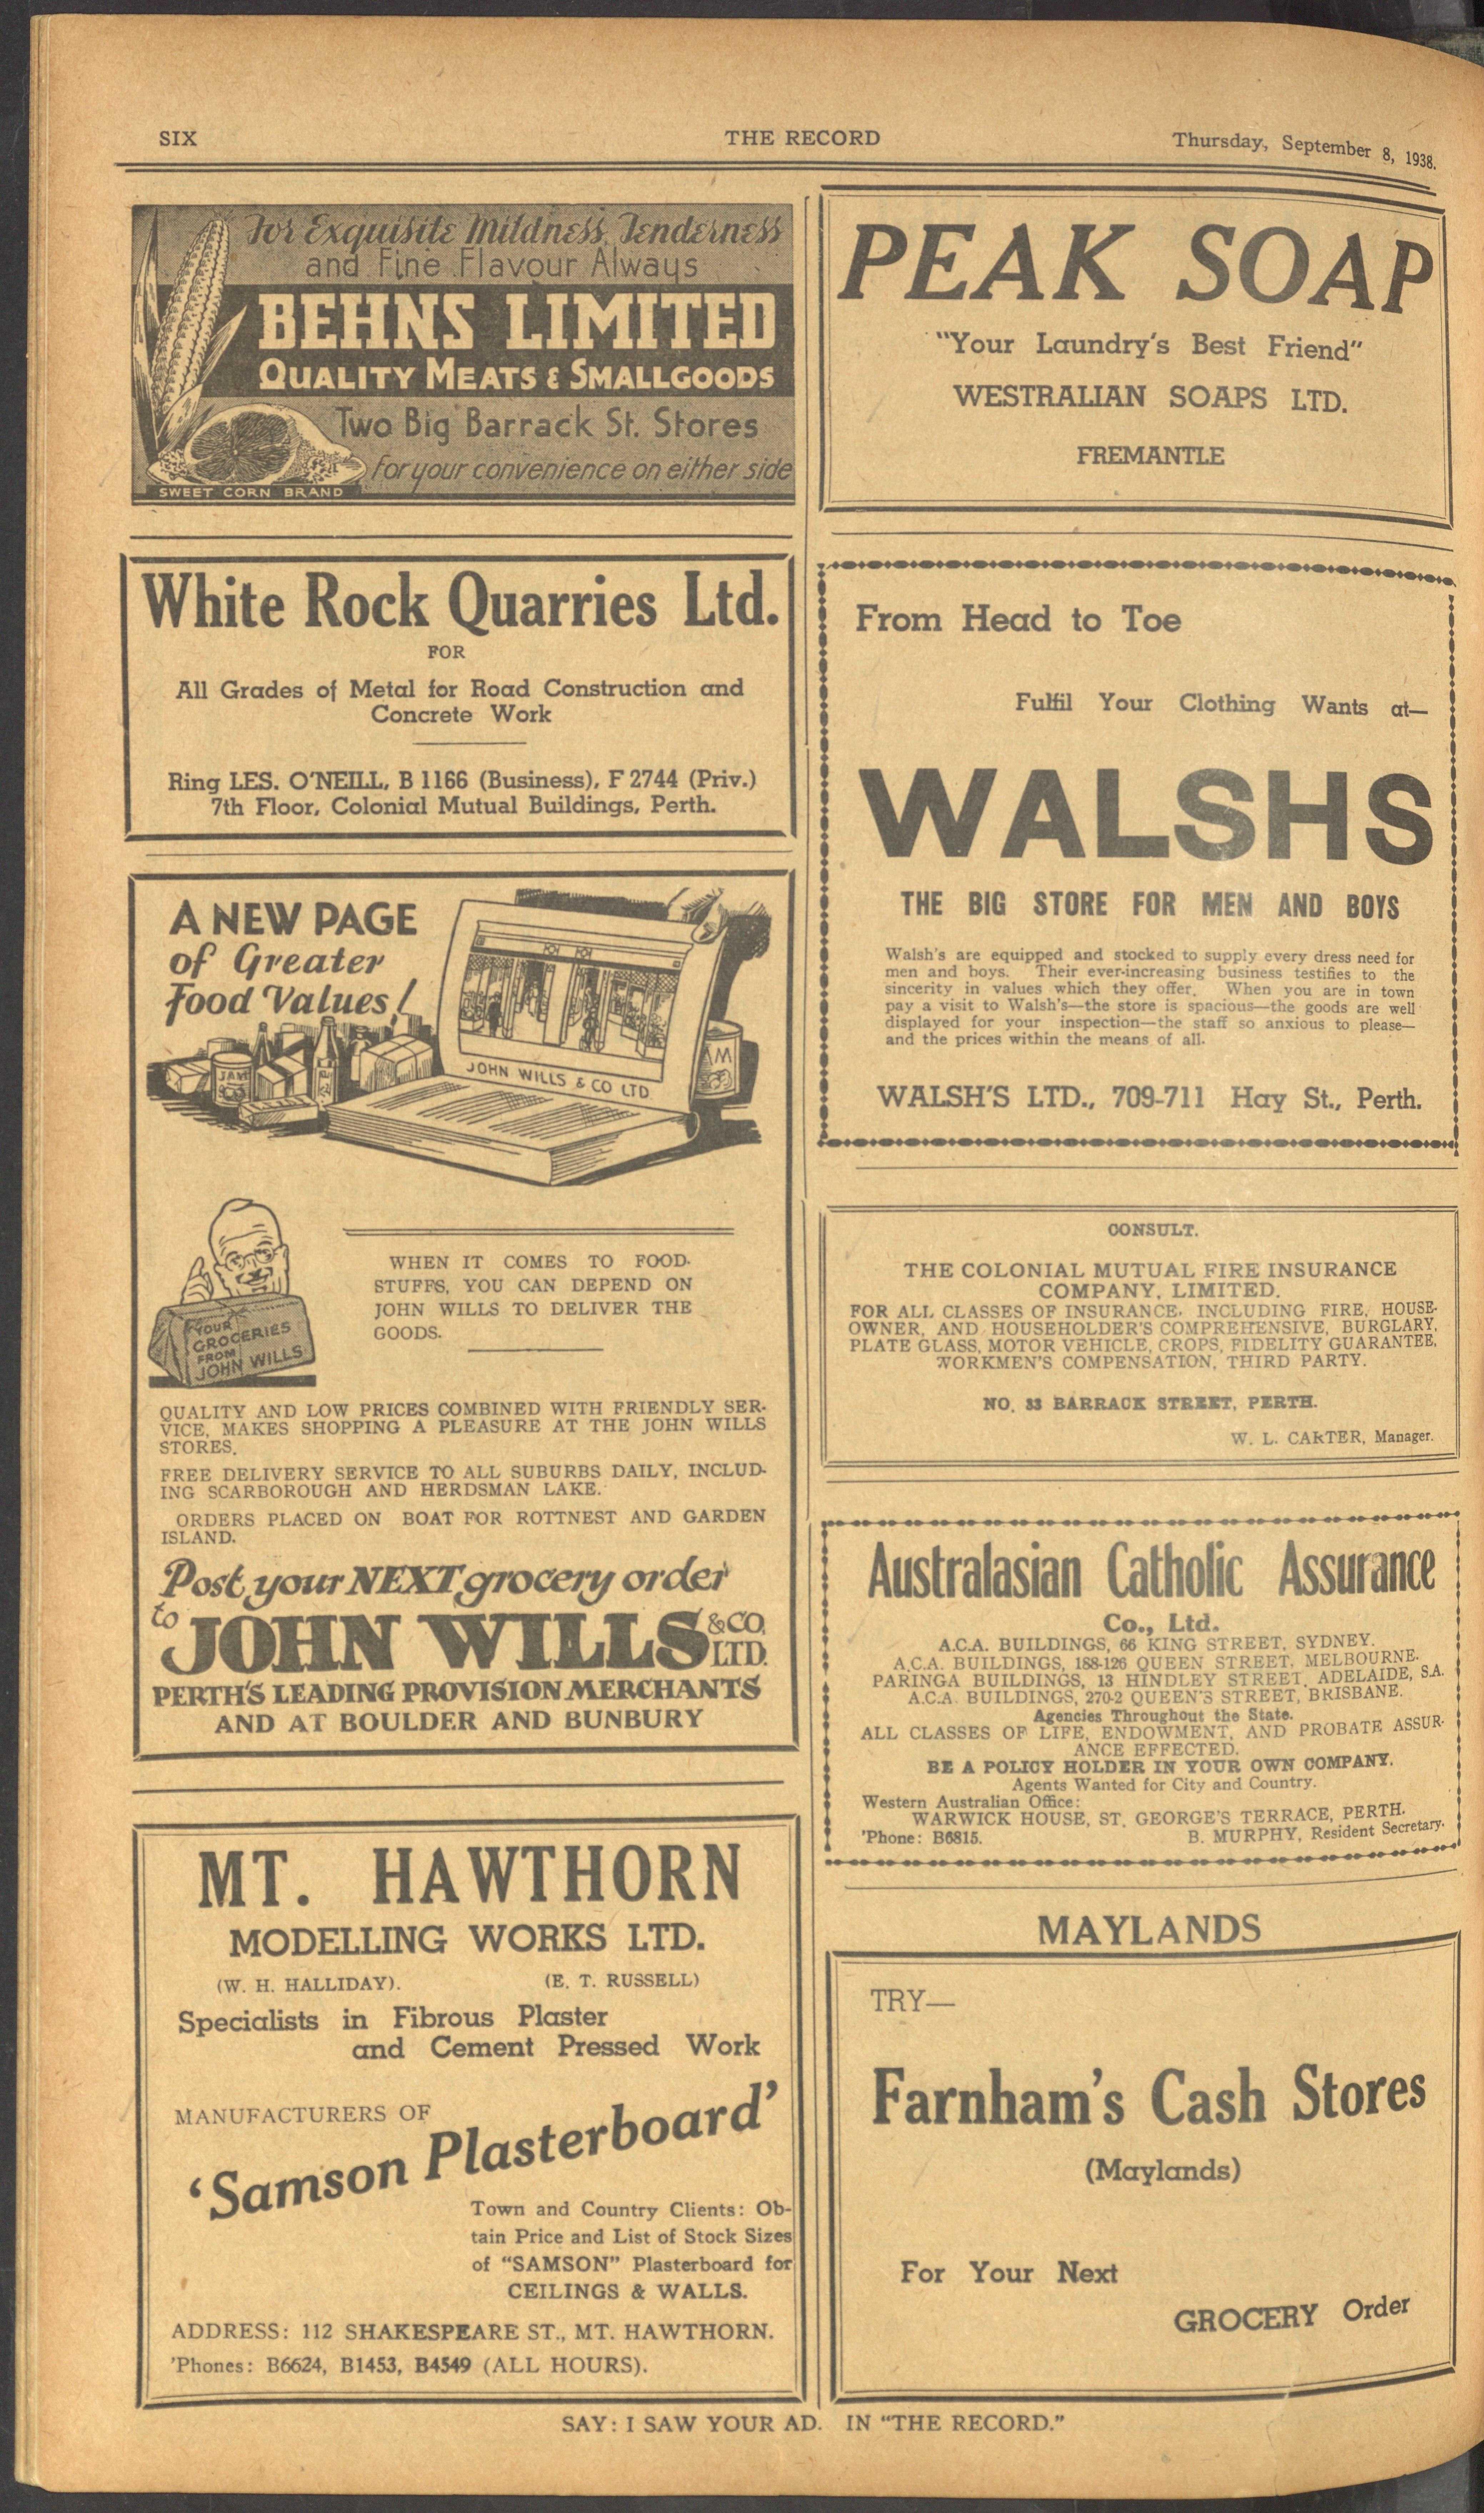 SIX
THE RECORD
Thursday, September 8, 1938.
For Exquisite Mildness, Tenderness
and Fine Flavour Always
BEHNS LIMITED
QUALITY MEATS & SMALLGOODS
Two Big Barrack St. Stores
for your convenience on either side
SWEET CORN BRAND
White Rock Quarries Ltd.
FOR
All Grades of Metal for Road Construction and
Concrete Work
Ring LES. O'NEILL, B 1166 (Business), F 2744 (Priv.)
7th Floor, Colonial Mutual Buildings, Perth.
A NEW PAGE
of Greater
Food Values!
JAM
JAM
JOHN WILLS & CO LTD
WHEN IT COMES TO FOOD-
STUFFS, YOU CAN DEPEND ON
JOHN WILLS TO DELIVER THE
GOODS.
YOUR
GROCERIES
FROM
JOHN WILLS
QUALITY AND LOW PRICES COMBINED WITH FRIENDLY SER-
VICE, MAKES SHOPPING A PLEASURE AT THE JOHN WILLS
STORES.
FREE DELIVERY SERVICE TO ALL SUBURBS DAILY, INCLUD-
ING SCARBOROUGH AND HERDSMAN LAKE.
ORDERS PLACED ON BOAT FOR ROTTNEST AND GARDEN
ISLAND.
Post your NEXT grocery order
to JOHN WILLS & CO. LTD.
PERTH'S LEADING PROVISION MERCHANTS
AND AT BOULDER AND BUNBURY
MT. HAWTHORN
MODELLING WORKS LTD.
(W. H. HALLIDAY). (E. T. RUSSELL)
Specialists in Fibrous Plaster
and Cement Pressed Work
MANUFACTURERS OF
'Samson Plasterboard'
Town and Country Clients: Ob-
tain Price and List of Stock Sizes
of "SAMSON" Plasterboard for
CEILINGS & WALLS.
ADDRESS: 112 SHAKESPEARE ST., MT. HAWTHORN.
'Phones: B6624, B1453, B4549 (ALL HOURS).
PEAK SOAP
"Your Laundry's Best Friend"
WESTRALIAN SOAPS LTD.
FREMANTLE
From Head to Toe
Fulfil Your Clothing Wants at—
WALSHS
THE BIG STORE FOR MEN AND BOYS
Walsh's are equipped and stocked to supply every dress need for
men and boys. Their ever-increasing business testifies to the
sincerity in values which they offer. When you are in town
pay a visit to Walsh's—the store is spacious—the goods are well
displayed for your inspection—the staff so anxious to please—
and the prices within the means of all.
WALSH'S LTD., 709-711 Hay St., Perth.
CONSULT.
THE COLONIAL MUTUAL FIRE INSURANCE
COMPANY, LIMITED.
FOR ALL CLASSES OF INSURANCE. INCLUDING FIRE, HOUSE-
OWNER, AND HOUSEHOLDER'S COMPREHENSIVE, BURGLARY,
PLATE GLASS, MOTOR VEHICLE, CROPS, FIDELITY GUARANTEE,
WORKMEN'S COMPENSATION, THIRD PARTY.
NO. 33 BARRACK STREET, PERTH.
W. L. CARTER, Manager.
Australasian Catholic Assurance
Co., Ltd.
A.C.A. BUILDINGS, 66 KING STREET, SYDNEY.
A.C.A. BUILDINGS, 188-126 QUEEN STREET, MELBOURNE.
PARINGA BUILDINGS, 13 HINDLEY STREET, ADELAIDE, S.A.
A.C.A. BUILDINGS, 270-2 QUEEN'S STREET, BRISBANE.
Agencies Throughout the State.
ALL CLASSES OF LIFE, ENDOWMENT, AND PROBATE ASSUR-
ANCE EFFECTED.
BE A POLICY HOLDER IN YOUR OWN COMPANY.
Agents Wanted for City and Country.
Western Australian Office:
WARWICK HOUSE, ST. GEORGE'S TERRACE, PERTH.
'Phone: B6815. B. MURPHY, Resident Secretary.
MAYLANDS
TRY—
Farnham's Cash Stores
(Maylands)
For Your Next
GROCERY Order
SAY: I SAW YOUR AD. IN "THE RECORD."